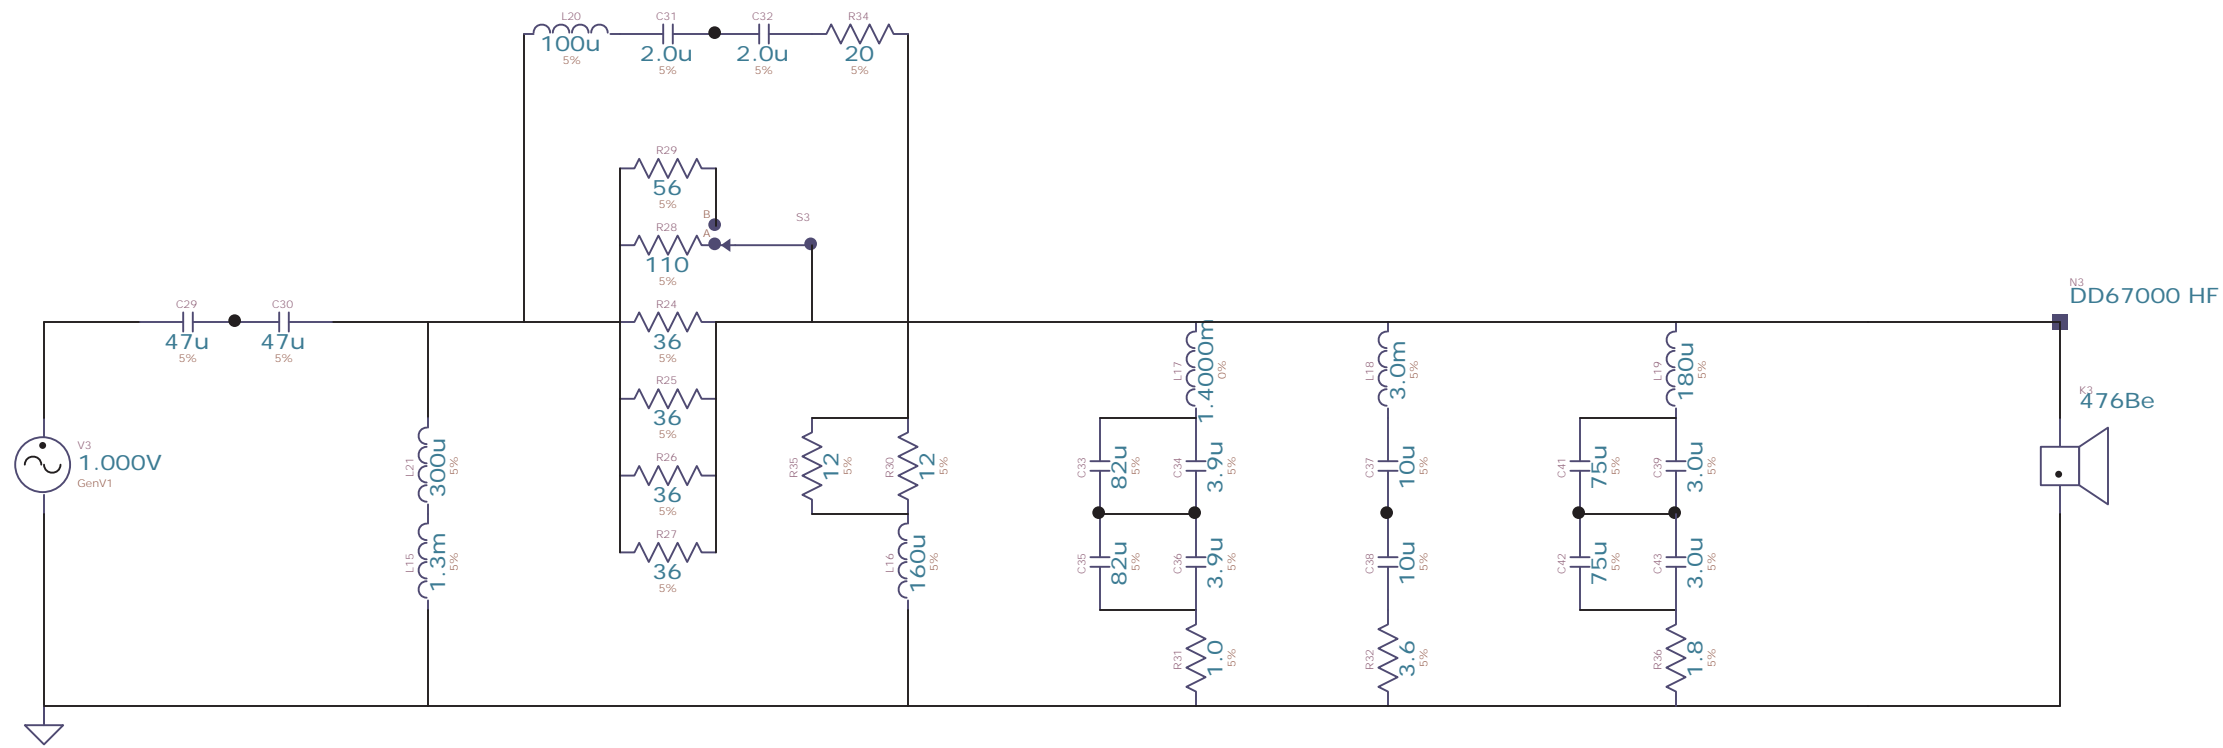 L20
100u
5%
C31
2.0u
5%
C32
2.0u
5%
R34
20
5%
R29
56
5%
B
S3
R28
A
110
5%
C29
47u
5%
C30
47u
5%
R24
36
5%
R25
36
5%
R26
36
5%
R27
36
5%
V3
1.000V
GenV1
L21
300u
5%
L15
1.3m
5%
R35
12
5%
R30
12
5%
L16
160u
5%
L17
1.4000m
0%
C33
82u
5%
C34
3.9u
5%
C35
82u
5%
C36
3.9u
5%
R31
1.0
5%
L18
3.0m
5%
C37
10u
5%
C38
10u
5%
R32
3.6
5%
L19
180u
5%
C41
75u
5%
C39
3.0u
5%
C42
75u
5%
C43
3.0u
5%
R36
1.8
5%
N3
DD67000 HF
K3
476Be